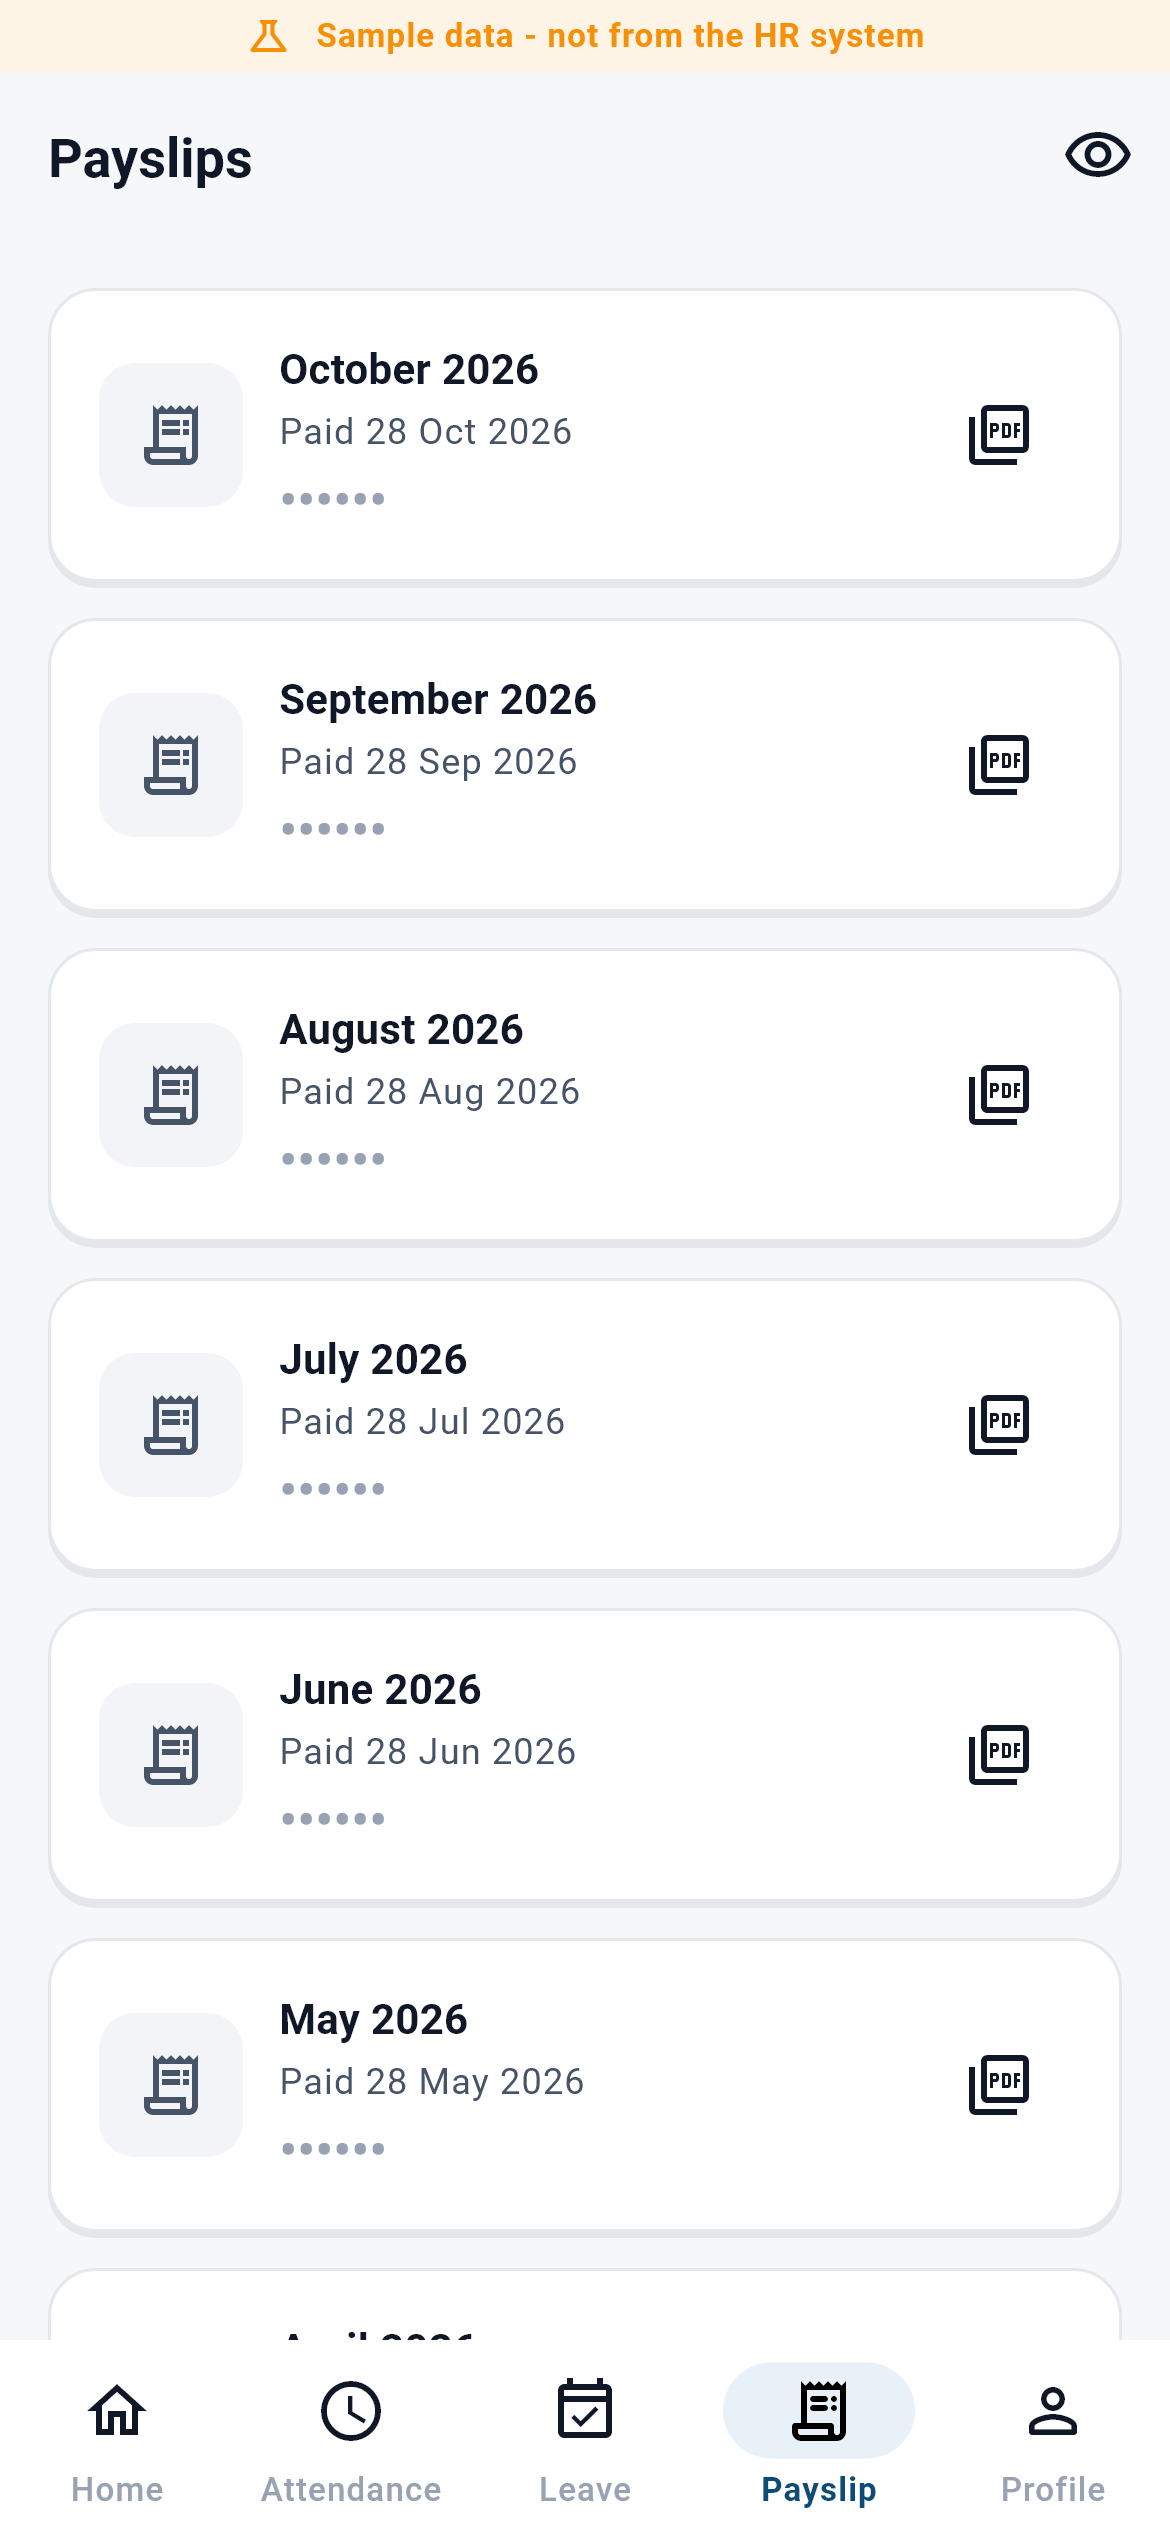 Sample data - not from the HR system
Payslips
October 2026
Paid 28 Oct 2026
••••••
PDF
September 2026
Paid 28 Sep 2026
••••••
PDF
August 2026
Paid 28 Aug 2026
••••••
PDF
July 2026
Paid 28 Jul 2026
••••••
PDF
June 2026
Paid 28 Jun 2026
••••••
PDF
May 2026
Paid 28 May 2026
••••••
PDF
April 2026
Home
Attendance
Leave
Payslip
Profile